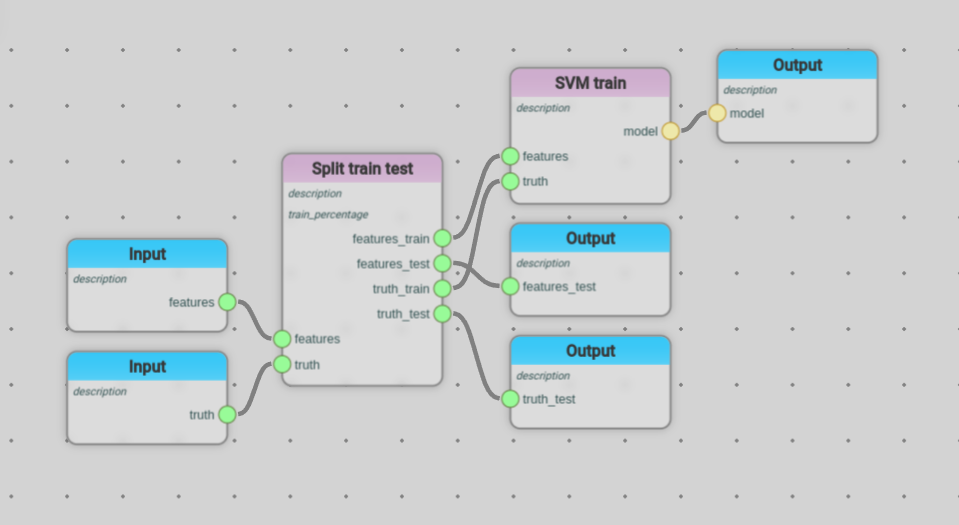 Input
description
features
Input
description
truth
Split train test
description
train_percentage
features_train
features_test
truth_train
truth_test
features
truth
SVM train
description
model
features
truth
Output
description
features_test
Output
description
truth_test
Output
description
model